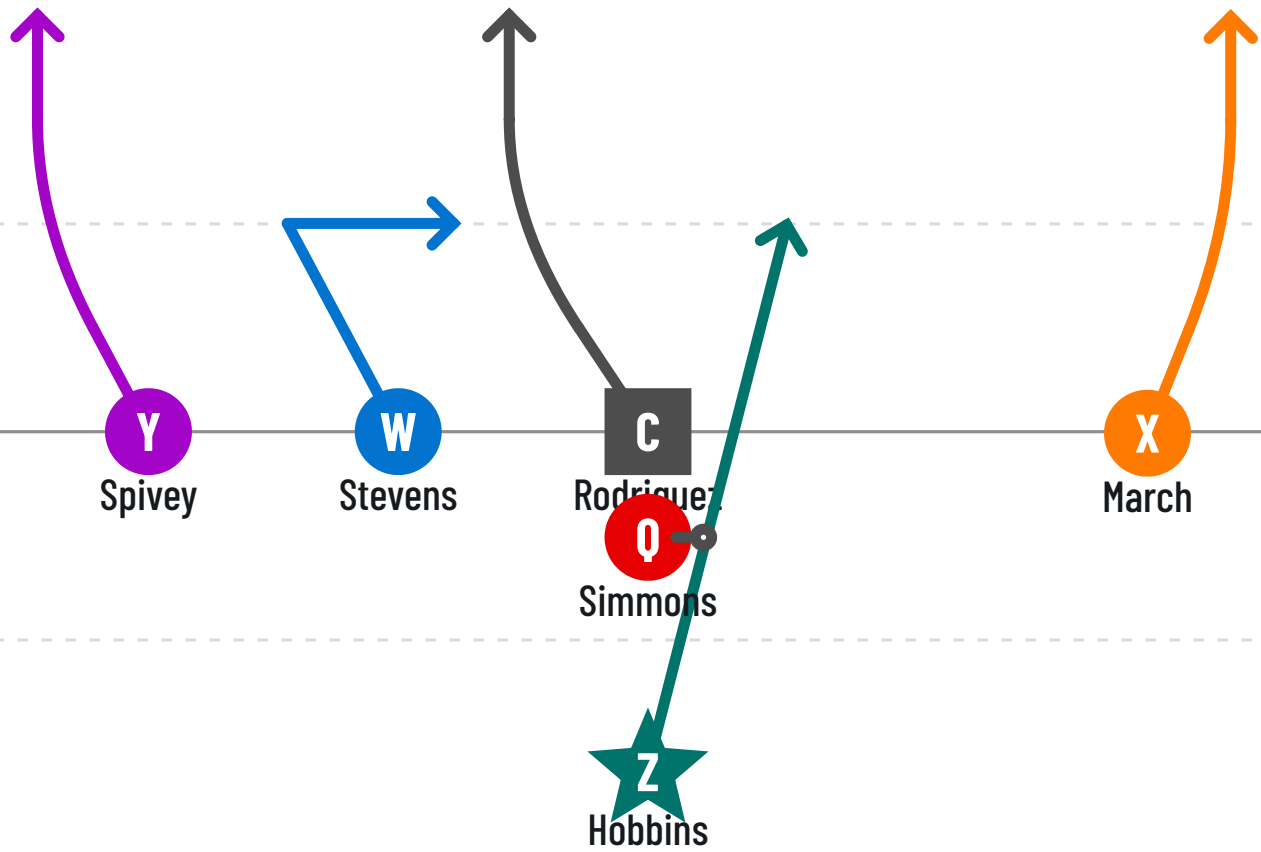 Y
W
C
X
Spivey
Stevens
Rodriguez
March
Q
Simmons
Z
Hobbins